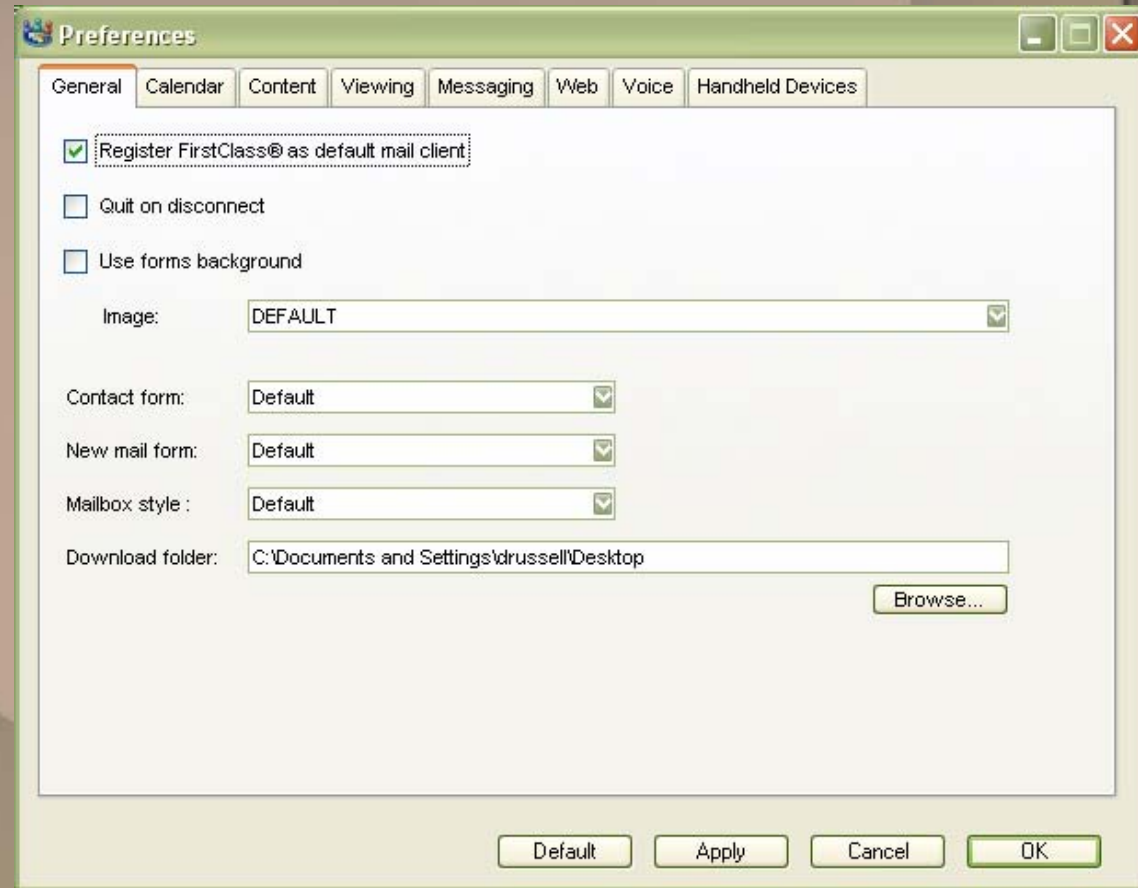 Preferences
General Calendar Content Viewing Messaging Web Voice Handheld Devices
Register FirstClass® as default mail client
Quit on disconnect
Use forms background
Image: DEFAULT
Contact form: Default
New mail form: Default
Mailbox style : Default
Download folder: C:\Documents and Settings\drussell\Desktop
Browse...
Default Apply Cancel OK